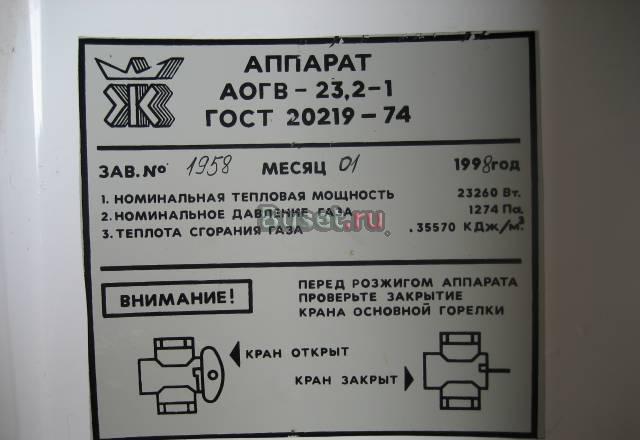 АППАРАТ
АОГВ - 23,2-1
ГОСТ 20219-74
ЗАВ. № 1958 МЕСЯЦ 01 1998 ГОД
1. НОМИНАЛЬНАЯ ТЕПЛОВАЯ МОЩНОСТЬ 23260 Вт.
2. НОМИНАЛЬНОЕ ДАВЛЕНИЕ ГАЗА 1274 Па.
Buset.ru
3. ТЕПЛОТА СГОРАНИЯ ГАЗА .35570 КДж/м.³
ВНИМАНИЕ!
ПЕРЕД РОЗЖИГОМ АППАРАТА
ПРОВЕРЬТЕ ЗАКРЫТИЕ
КРАНА ОСНОВНОЙ ГОРЕЛКИ
КРАН ОТКРЫТ
КРАН ЗАКРЫТ